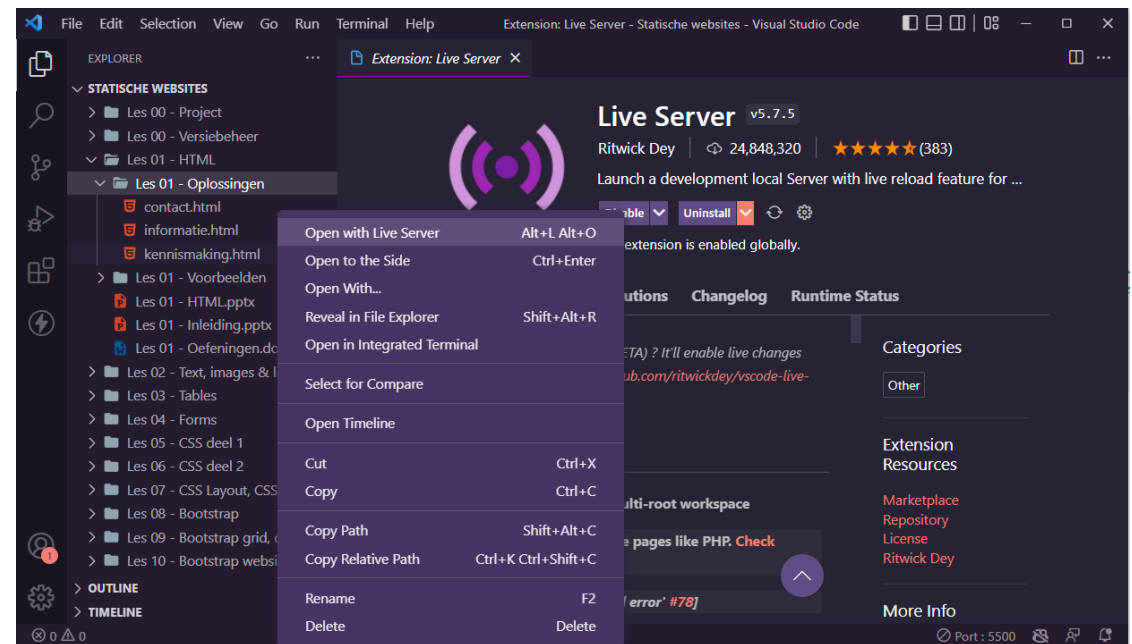 File Edit Selection View Go Run Terminal Help Extension: Live Server - Statische websites - Visual Studio Code
EXPLORER
STATISCHE WEBSITES
Les 00 - Project
Les 00 - Versiebeheer
Les 01 - HTML
Les 01 - Oplossingen
contact.html
informatie.html
kennismaking.html
Les 01 - Voorbeelden
Les 01 - HTML.pptx
Les 01 - Inleiding.pptx
Les 01 - Oefeningen.dc
Les 02 - Text, images & l
Les 03 - Tables
Les 04 - Forms
Les 05 - CSS deel 1
Les 06 - CSS deel 2
Les 07 - CSS Layout, CSS
Les 08 - Bootstrap
Les 09 - Bootstrap grid,
Les 10 - Bootstrap websi
OUTLINE
TIMELINE
1
0 0
Open with Live Server Alt+L Alt+O
Open to the Side Ctrl+Enter
Open With...
Reveal in File Explorer Shift+Alt+R
Open in Integrated Terminal
Select for Compare
Open Timeline
Cut Ctrl+X
Copy Ctrl+C
Copy Path Shift+Alt+C
Copy Relative Path Ctrl+K Ctrl+Shift+C
Rename F2
Delete Delete
Extension: Live Server
Live Server v5.7.5
Ritwick Dey 24,848,320 (383)
Launch a development local Server with live reload feature for ...
Uninstall
extension is enabled globally.
Changelog Runtime Status
ETA) ? It'll enable live changes
ub.com/ritwickdey/vscode-live-
ulti-root workspace
pages like PHP. Check
error` #78]
Categories
Other
Extension
Resources
Marketplace
Repository
License
Ritwick Dey
More Info
Port : 5500